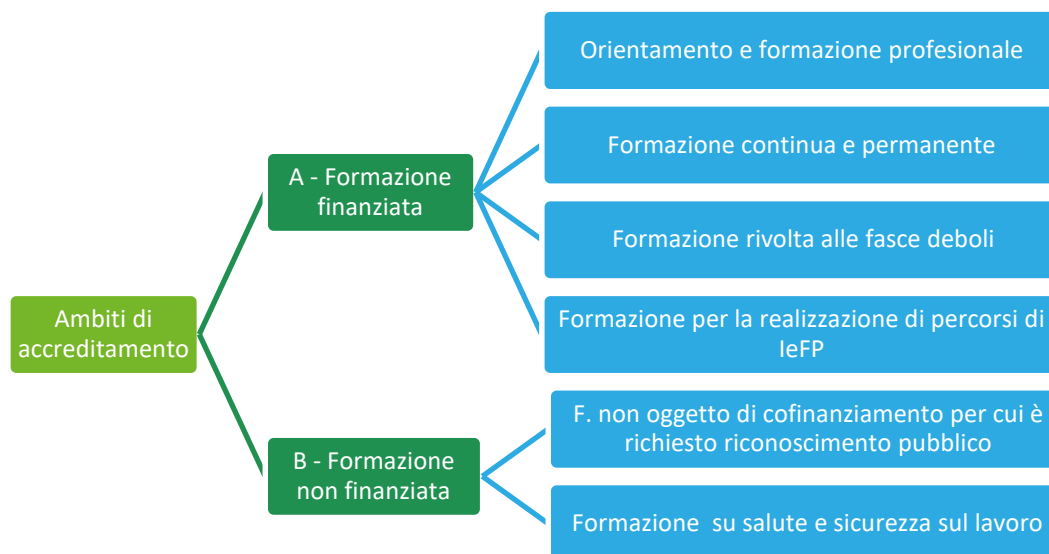 Ambiti di
accreditamento
A - Formazione
finanziata
Orientamento e formazione profesionale
Formazione continua e permanente
Formazione rivolta alle fasce deboli
Formazione per la realizzazione di percorsi di
IeFP
B - Formazione
non finanziata
F. non oggetto di cofinanziamento per cui è
richiesto riconoscimento pubblico
Formazione  su salute e sicurezza sul lavoro